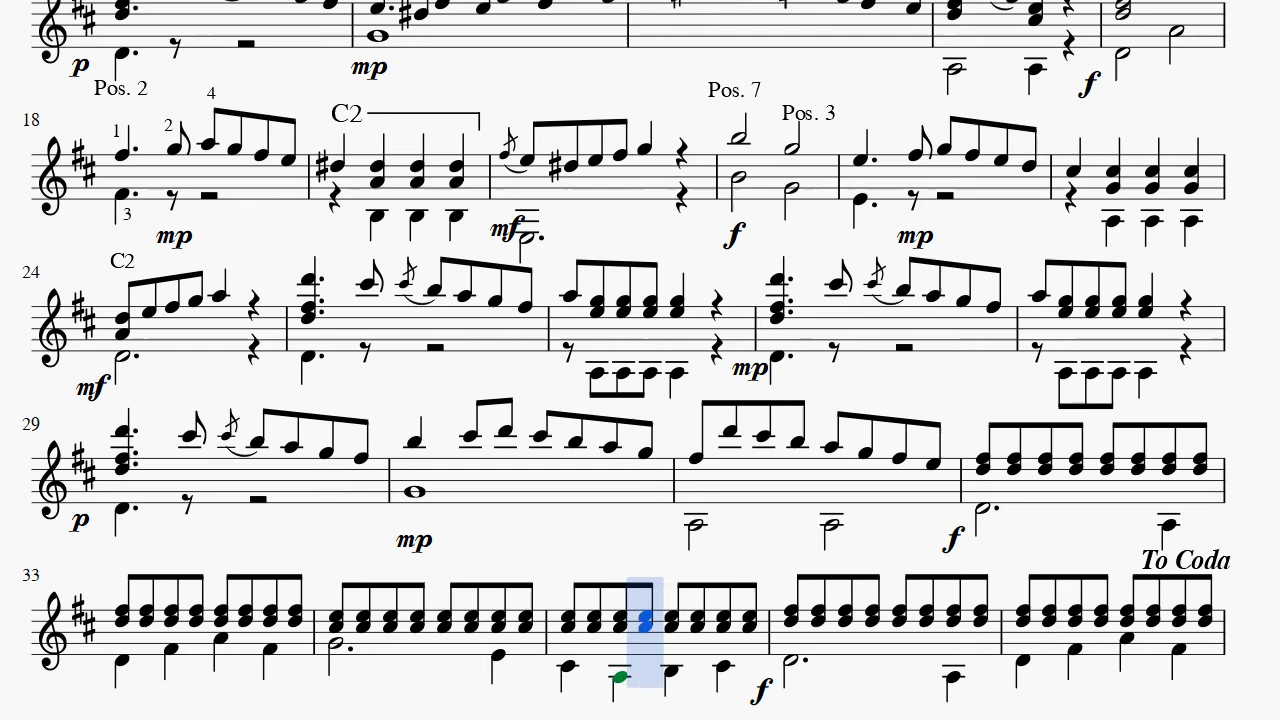 p mp f
Pos. 2 Pos. 7
18 1 2 4 C2 Pos. 3
3 mp mf f mp
24 C2
mf mp
29
p mp f
To Coda
33
f